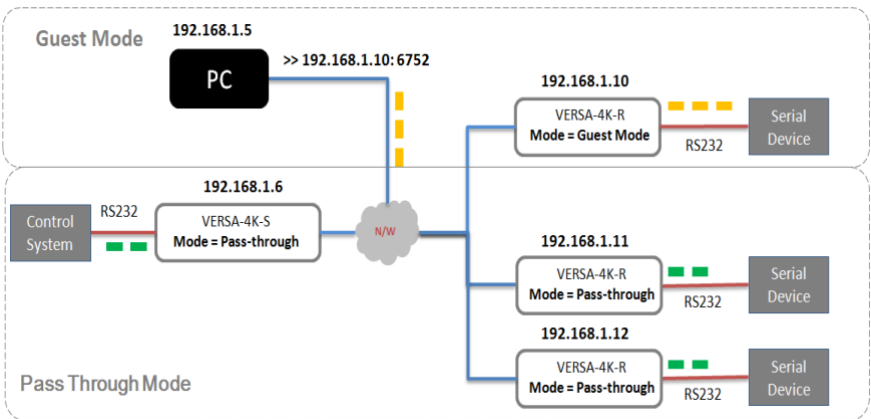 Guest Mode
192.168.1.5
PC
>> 192.168.1.10: 6752
192.168.1.10
VERSA-4K-R
Mode = Guest Mode
RS232
Serial
Device
192.168.1.6
Control
System
RS232
VERSA-4K-S
Mode = Pass-through
N/W
192.168.1.11
VERSA-4K-R
Mode = Pass-through
RS232
Serial
Device
192.168.1.12
VERSA-4K-R
Mode = Pass-through
RS232
Serial
Device
Pass Through Mode